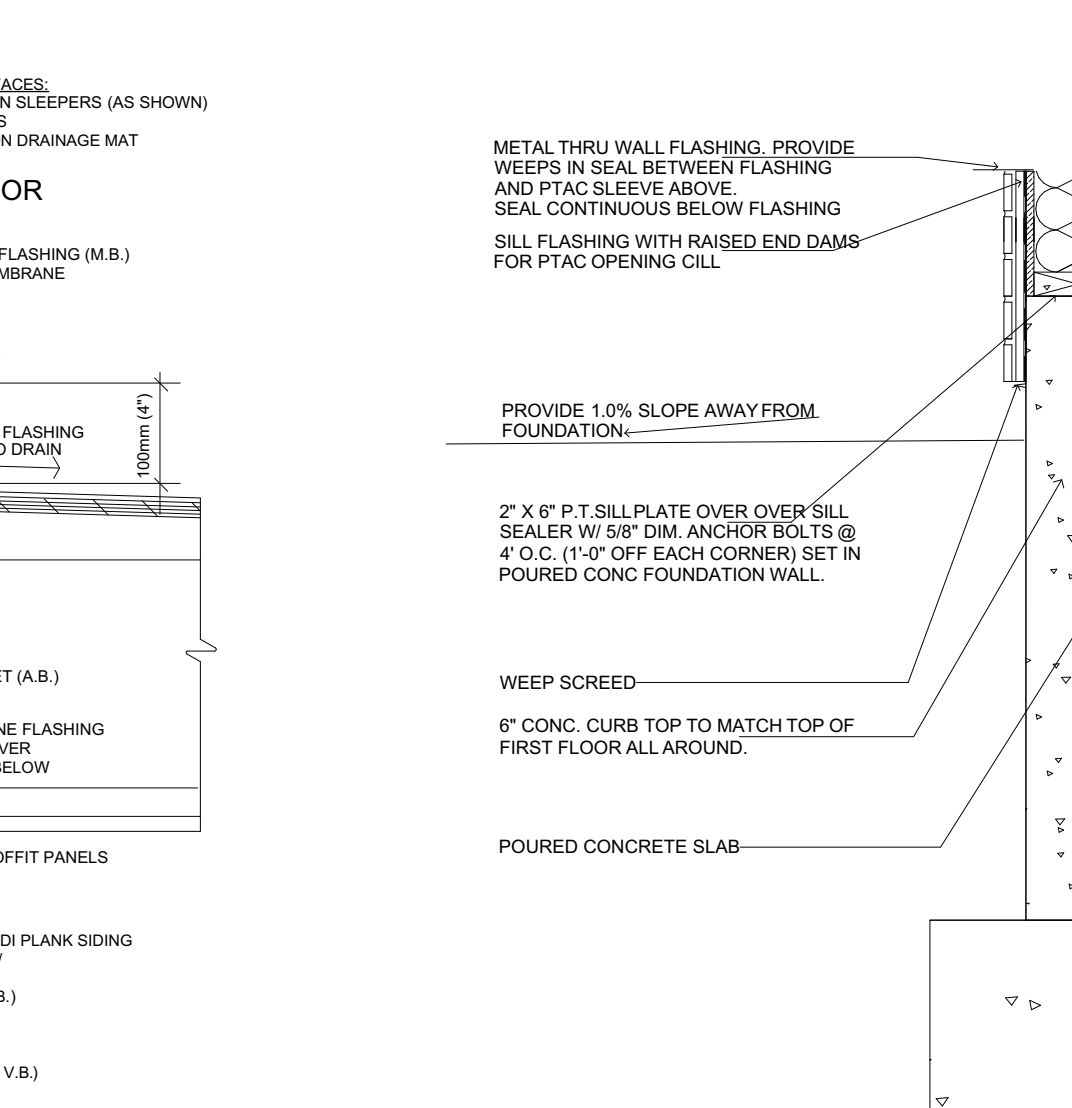 TACES:
N SLEEPERS (AS SHOWN)
S
ON DRAINAGE MAT
OR
FLASHING (M.B.)
MBRANE
100mm (4")
FLASHING
O DRAIN
ET (A.B.)
NE FLASHING
VER
BELOW
OFFIT PANELS
DI PLANK SIDING
B.)
V.B.)
METAL THRU WALL FLASHING. PROVIDE
WEEPS IN SEAL BETWEEN FLASHING
AND PTAC SLEEVE ABOVE.
SEAL CONTINUOUS BELOW FLASHING
SILL FLASHING WITH RAISED END DAMS
FOR PTAC OPENING CILL
PROVIDE 1.0% SLOPE AWAY FROM
FOUNDATION
2" X 6" P.T.SILL PLATE OVER OVER SILL
SEALER W/ 5/8" DIM. ANCHOR BOLTS @
4' O.C. (1'-0" OFF EACH CORNER) SET IN
POURED CONC FOUNDATION WALL.
WEEP SCREED
6" CONC. CURB TOP TO MATCH TOP OF
FIRST FLOOR ALL AROUND.
POURED CONCRETE SLAB